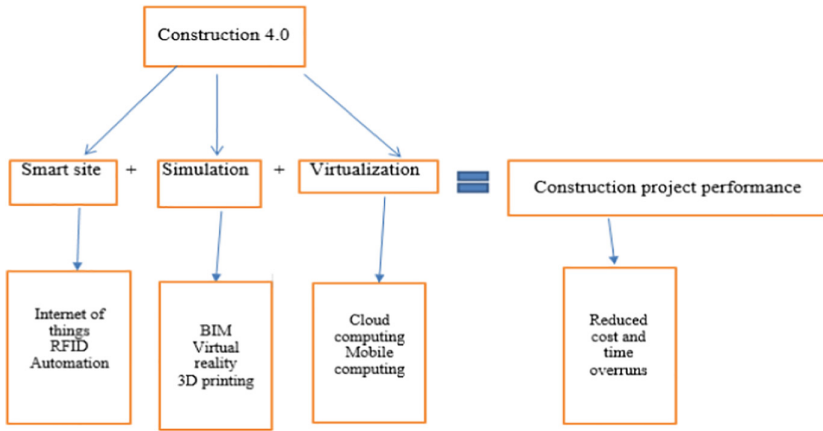 Construction 4.0
Smart site + Simulation + Virtualization
Construction project performance
Internet of
things
RFID
Automation
BIM
Virtual
reality
3D printing
Cloud
computing
Mobile
computing
Reduced
cost and
time
overruns